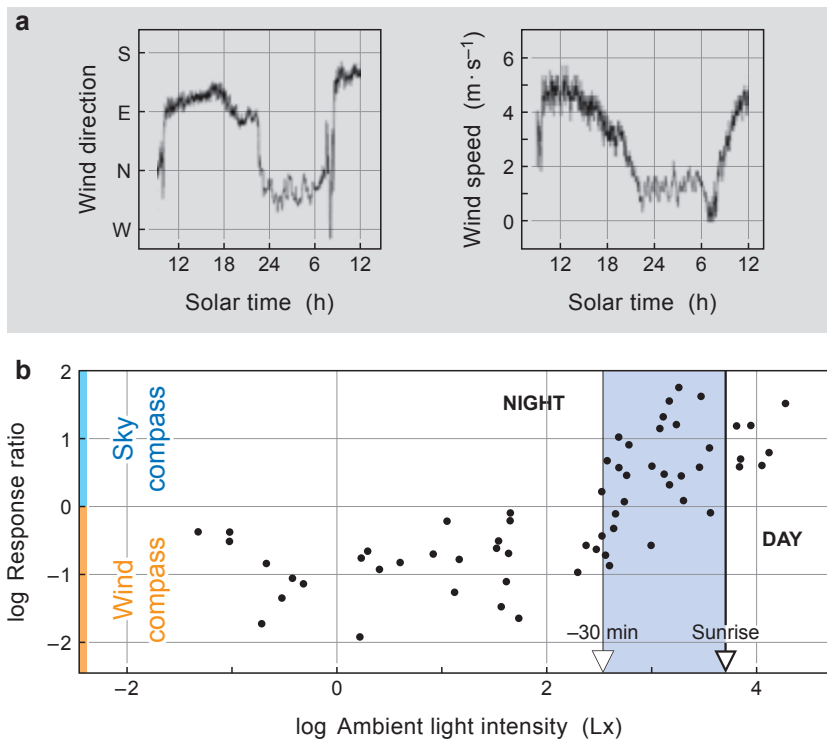 a
S
E
N
W
Wind direction
12 18 24 6 12
Solar time (h)
6
4
2
0
Wind speed (m · s⁻¹)
12 18 24 6 12
Solar time (h)
b
2
1
0
−1
−2
log Response ratio
Sky
compass
Wind
compass
NIGHT
DAY
−30 min
Sunrise
−2 0 2 4
log Ambient light intensity (Lx)